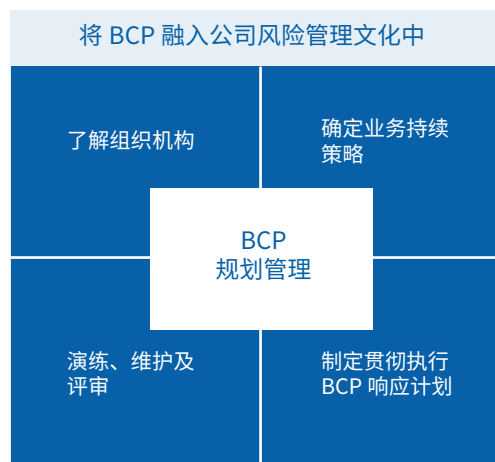 将 BCP 融入公司风险管理文化中
了解组织机构
确定业务持续
策略
BCP
规划管理
演练、维护及
评审
制定贯彻执行
BCP 响应计划